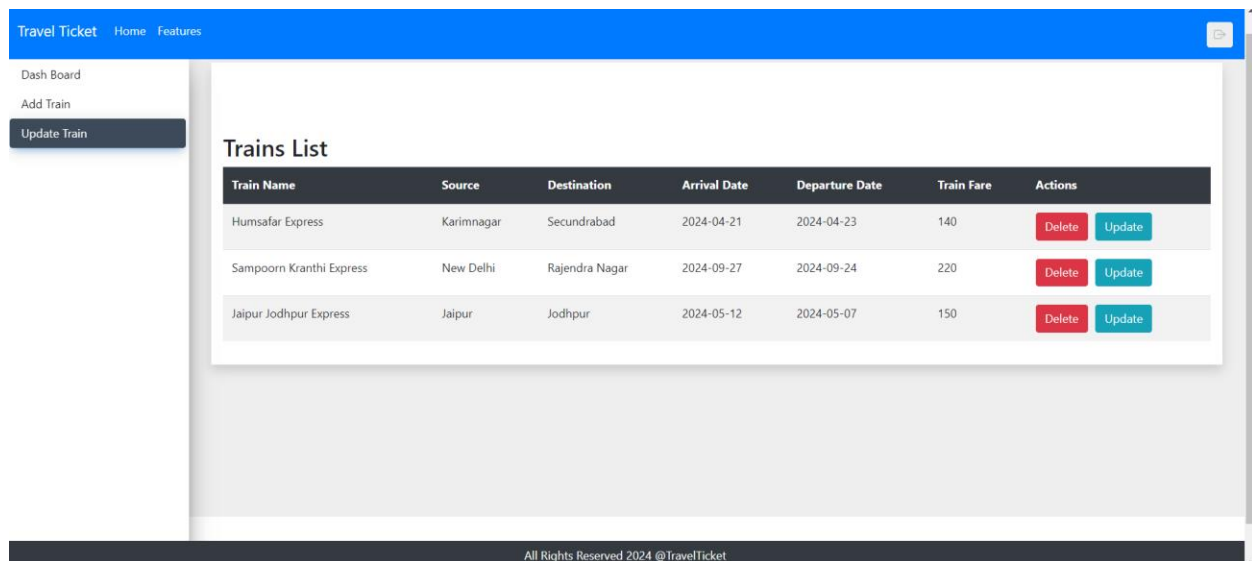 Travel Ticket Home Features
Dash Board
Add Train
Update Train
Trains List
Train Name Source Destination Arrival Date Departure Date Train Fare Actions
Humsafar Express Karimnagar Secundrabad 2024-04-21 2024-04-23 140 Delete Update
Sampoorn Kranthi Express New Delhi Rajendra Nagar 2024-09-27 2024-09-24 220 Delete Update
Jaipur Jodhpur Express Jaipur Jodhpur 2024-05-12 2024-05-07 150 Delete Update
All Rights Reserved 2024 @TravelTicket